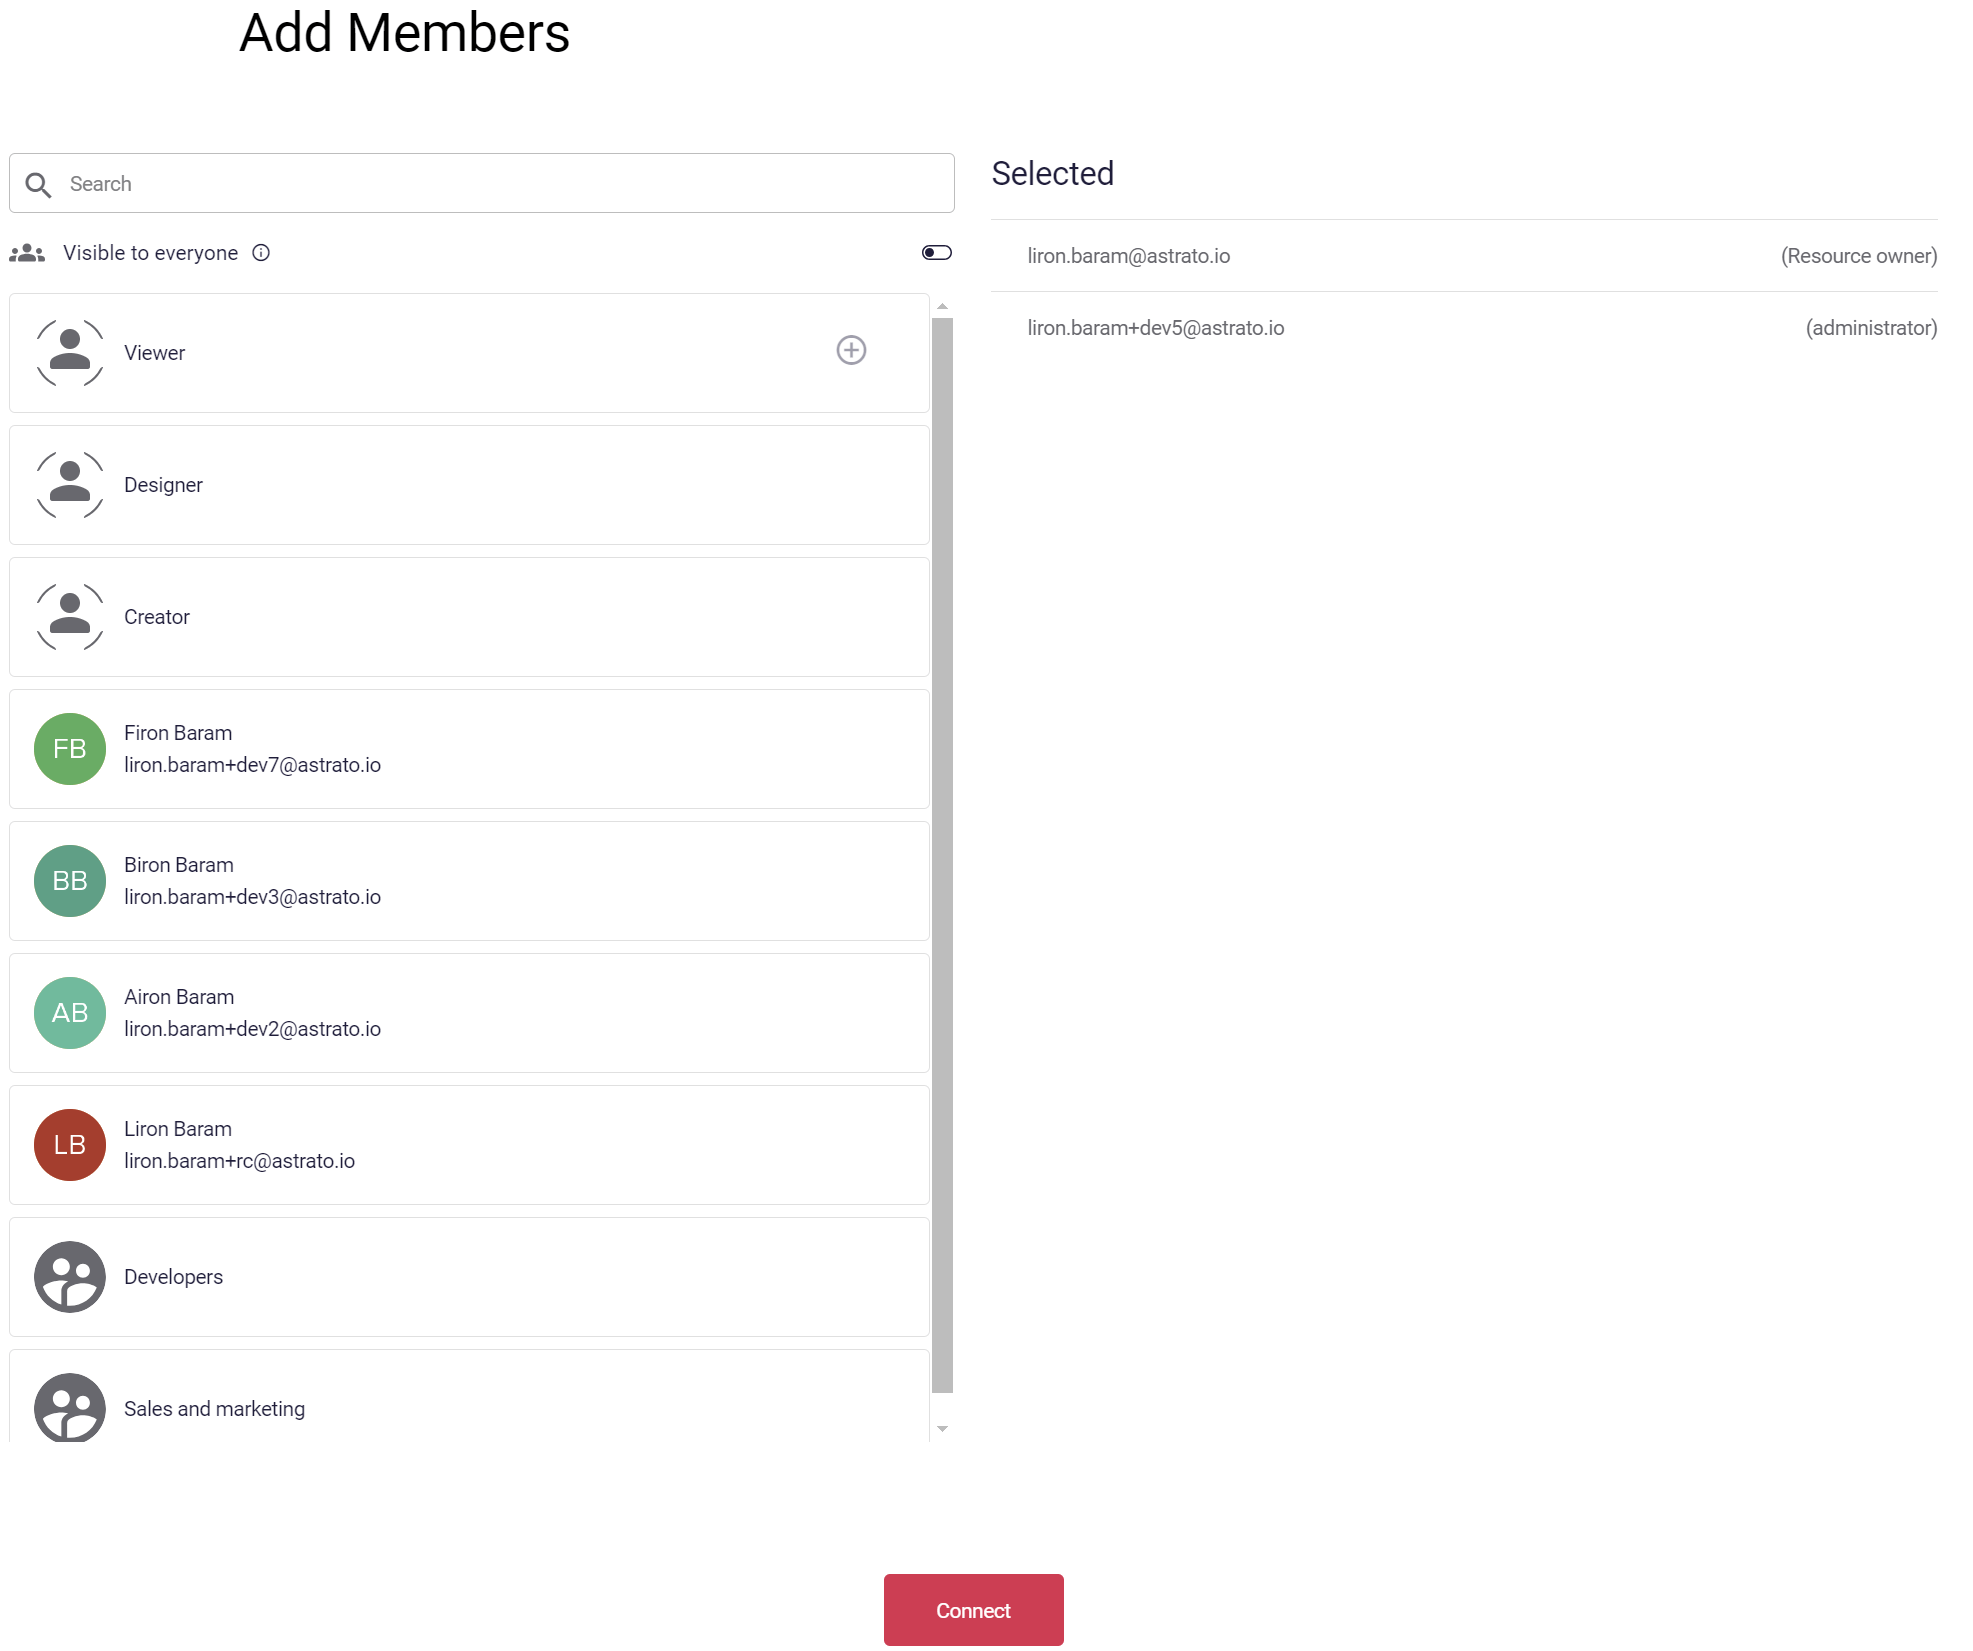 Add Members
Search
Visible to everyone
Viewer
Designer
Creator
FB
Firon Baram
liron.baram+dev7@astrato.io
BB
Biron Baram
liron.baram+dev3@astrato.io
AB
Airon Baram
liron.baram+dev2@astrato.io
LB
Liron Baram
liron.baram+rc@astrato.io
Developers
Sales and marketing
Selected
liron.baram@astrato.io (Resource owner)
liron.baram+dev5@astrato.io (administrator)
Connect